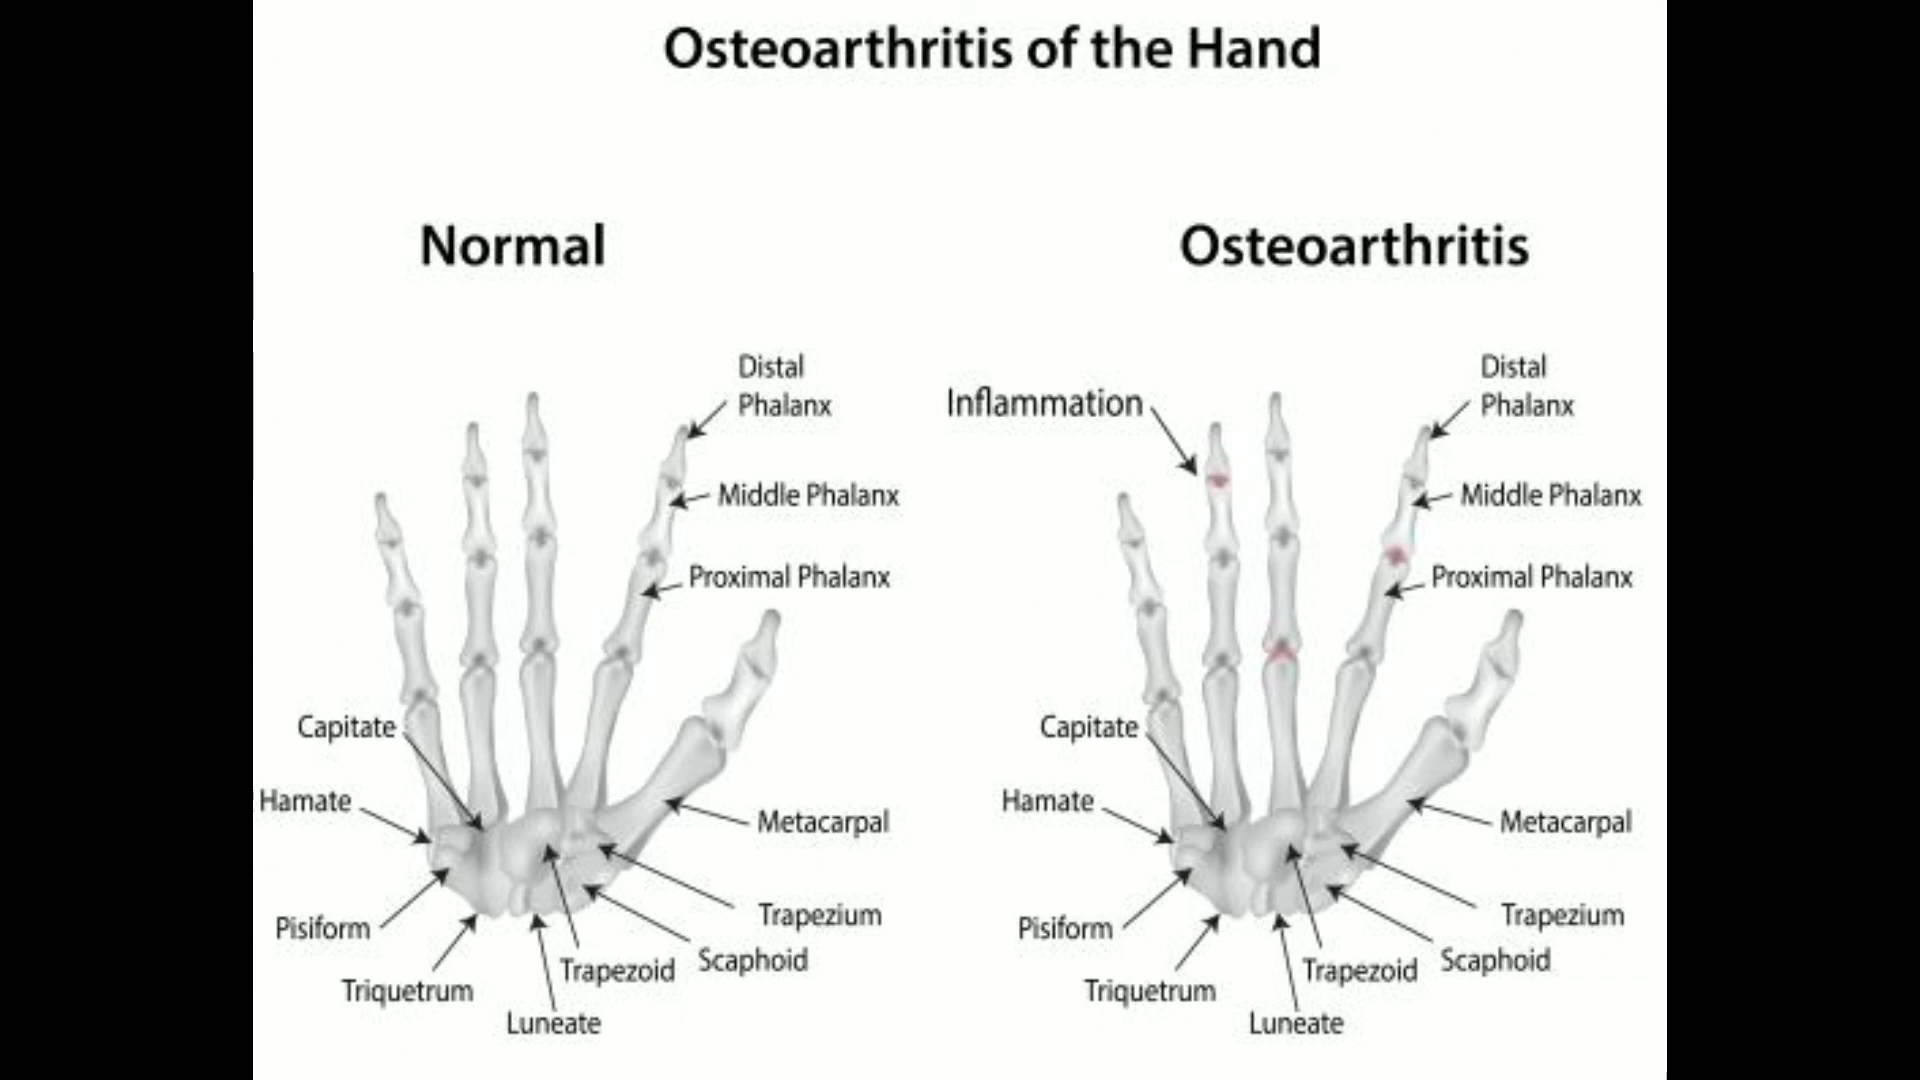 Osteoarthritis of the Hand
Normal
Distal
Phalanx
Middle Phalanx
Proximal Phalanx
Capitate
Hamate
Metacarpal
Pisiform
Trapezium
Triquetrum
Trapezoid
Scaphoid
Luneate
Osteoarthritis
Inflammation
Distal
Phalanx
Middle Phalanx
Proximal Phalanx
Capitate
Hamate
Metacarpal
Pisiform
Trapezium
Triquetrum
Trapezoid
Scaphoid
Luneate